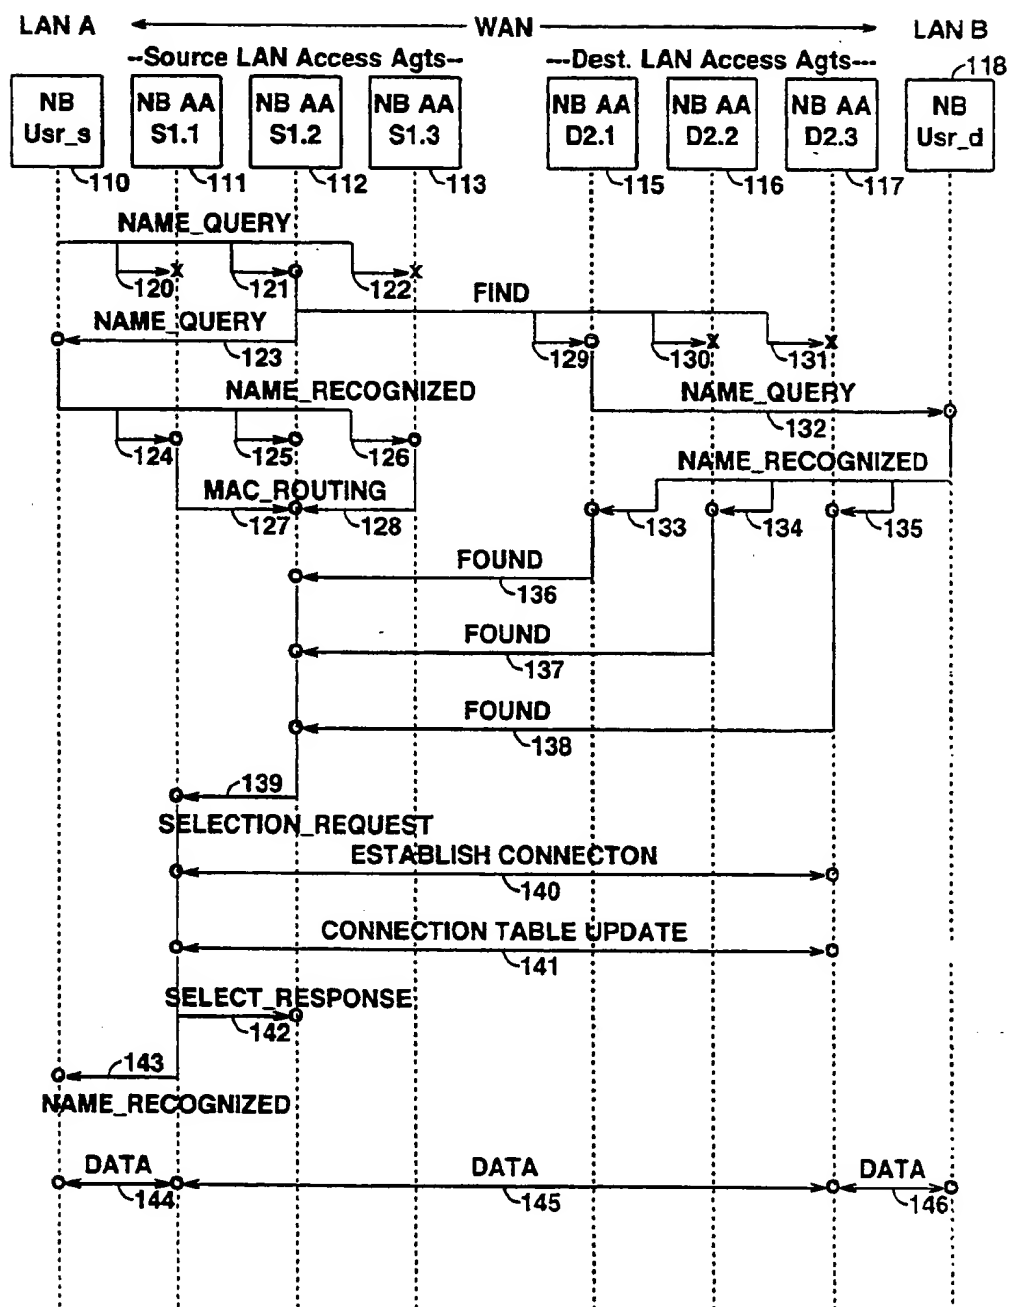 LAN A WAN LAN B
--Source LAN Access Agts-- ---Dest. LAN Access Agts---
118
NB Usr_s
NB AA S1.1
NB AA S1.2
NB AA S1.3
NB AA D2.1
NB AA D2.2
NB AA D2.3
NB Usr_d
110 111 112 113 115 116 117
NAME_QUERY
120 121 122
FIND
NAME_QUERY
123 129 130 131
NAME_RECOGNIZED
NAME_QUERY
132
124 125 126
NAME_RECOGNIZED
MAC_ROUTING
127 128 133 134 135
FOUND
136
FOUND
137
FOUND
138
139
SELECTION_REQUEST
ESTABLISH CONNECTON
140
CONNECTION TABLE UPDATE
141
SELECT_RESPONSE
142
143
NAME_RECOGNIZED
DATA DATA DATA
144 145 146